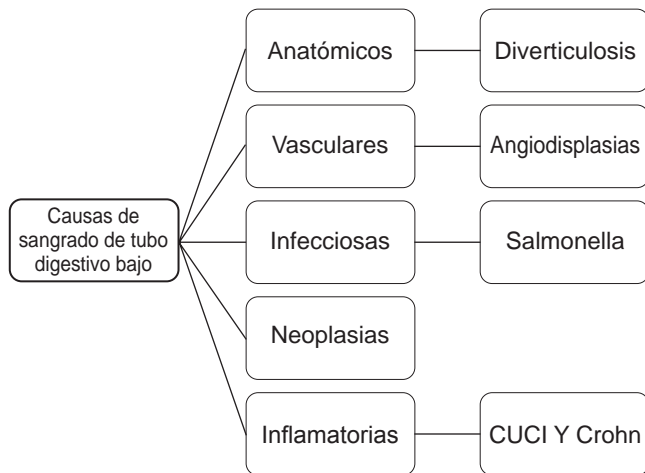 Anatómicos
Diverticulosis
Vasculares
Angiodisplasias
Causas de
sangrado de tubo
digestivo bajo
Infecciosas
Salmonella
Neoplasias
Inflamatorias
CUCI Y Crohn